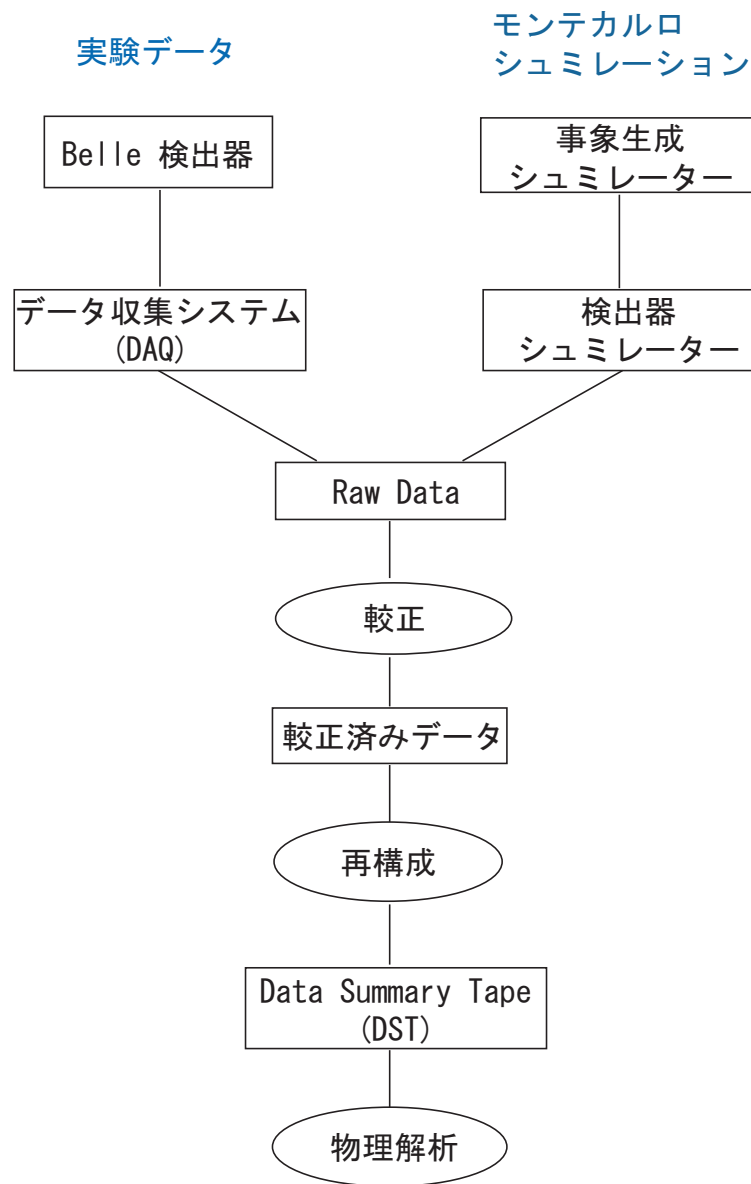 実験データ
モンテカルロ
シュミレーション
Belle 検出器
事象生成
シュミレーター
データ収集システム
(DAQ)
検出器
シュミレーター
Raw Data
較正
較正済みデータ
再構成
Data Summary Tape
(DST)
物理解析